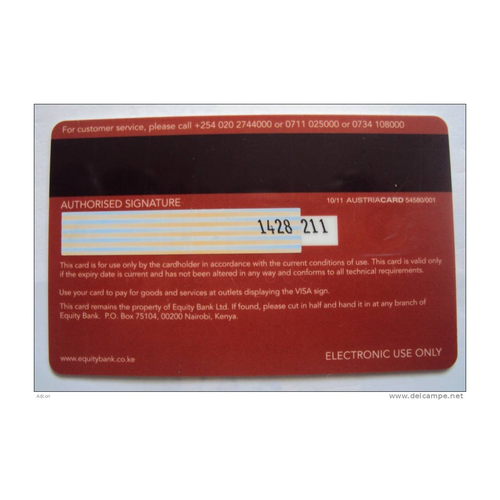 For customer service, please call +254 020 2744000 or 0711 025000 or 0734 108000
AUTHORISED SIGNATURE
10/11 AUSTRIACARD 54580/001
1428 211
This card is for use only by the cardholder in accordance with the current conditions of use. This card is valid only
if the expiry date is current and has not been altered in any way and conforms to all technical requirements.
Use your card to pay for goods and services at outlets displaying the VISA sign.
This card remains the property of Equity Bank Ltd. If found, please cut in half and hand it in at any branch of
Equity Bank. P.O. Box 75104, 00200 Nairobi, Kenya.
www.equitybank.co.ke
ELECTRONIC USE ONLY
AdLon
www.delcampe.net